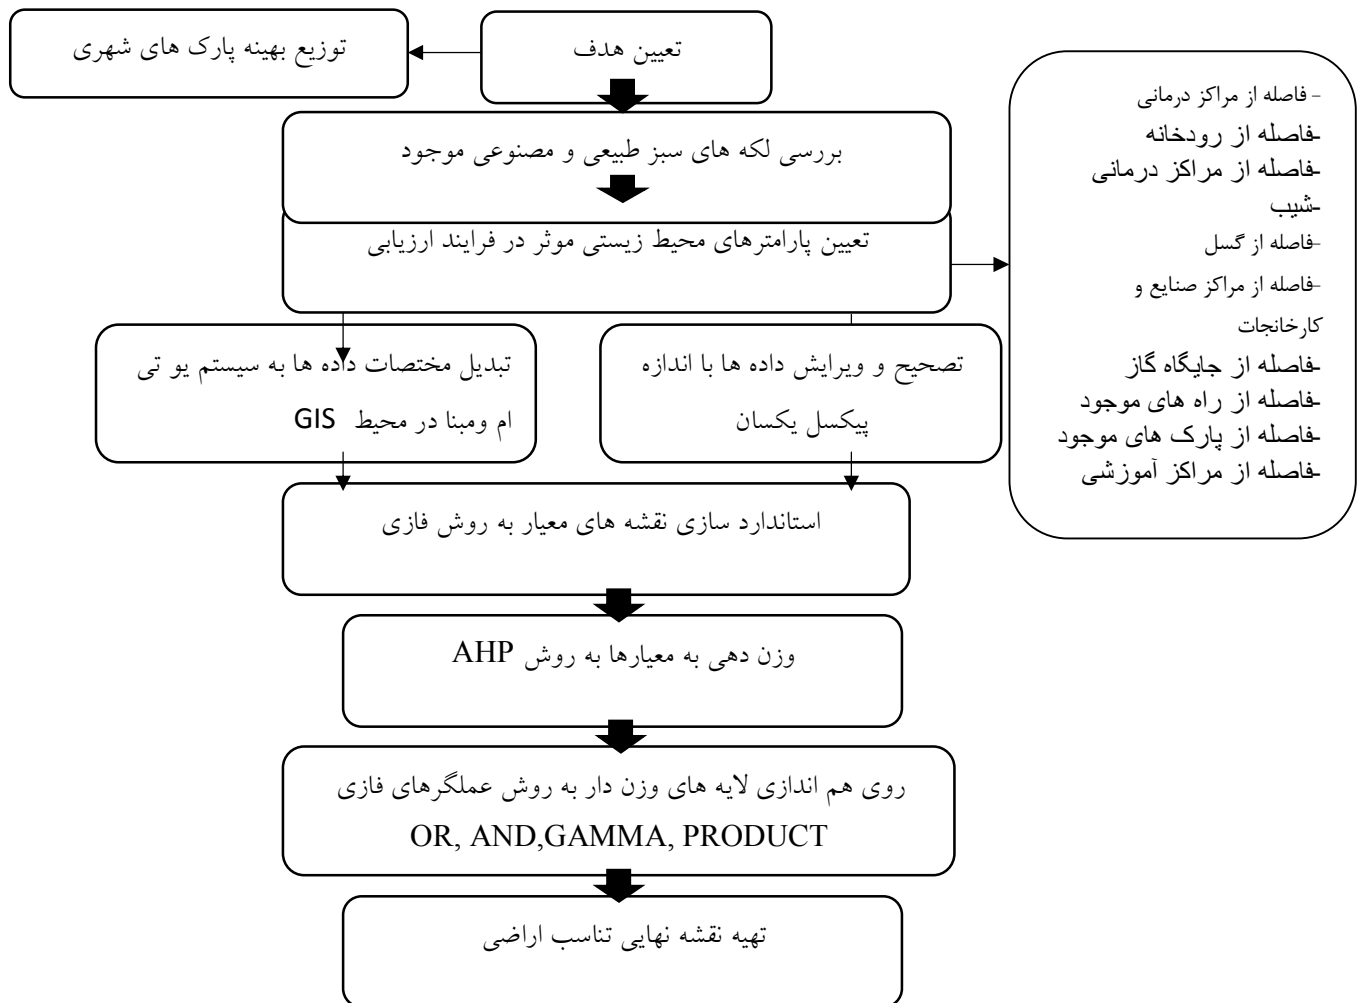 تعیین هدف
توزیع بهینه پارک های شهری
بررسی لکه های سبز طبیعی و مصنوعی موجود
تعیین پارامترهای محیط زیستی موثر در فرایند ارزیابی
- فاصله از مراکز درمانی
-فاصله از رودخانه
-فاصله از مراکز درمانی
-شیب
-فاصله از گسل
-فاصله از مراکز صنایع و
کارخانجات
-فاصله از جایگاه گاز
-فاصله از راه های موجود
-فاصله از پارک های موجود
-فاصله از مراکز آموزشی
تصحیح و ویرایش داده ها با اندازه
پیکسل یکسان
تبدیل مختصات داده ها به سیستم یو تی
ام ومبنا در محیط GIS
استاندارد سازی نقشه های معیار به روش فازی
وزن دهی به معیارها به روش AHP
روی هم اندازی لایه های وزن دار به روش عملگرهای فازی
OR, AND,GAMMA, PRODUCT
تهیه نقشه نهایی تناسب اراضی